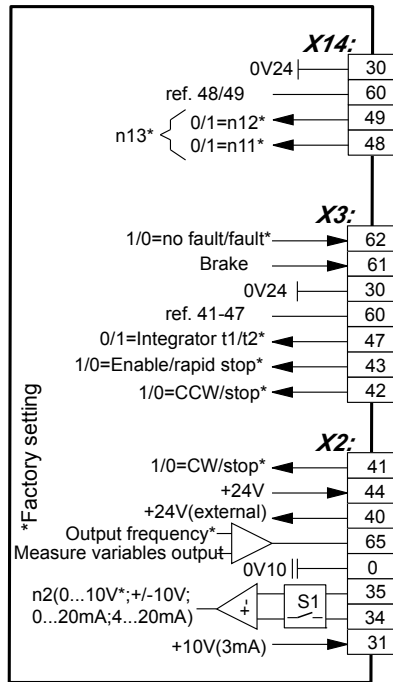 X14:
0V24 30
ref. 48/49 60
0/1=n12* 49
n13*
0/1=n11* 48
X3:
1/0=no fault/fault* 62
Brake 61
0V24 30
ref. 41-47 60
0/1=Integrator t1/t2* 47
1/0=Enable/rapid stop* 43
1/0=CCW/stop* 42
X2:
1/0=CW/stop* 41
+24V 44
+24V(external) 40
Output frequency*
Measure variables output 65
0V10 0
n2(0...10V*;+/-10V; - S1 35
0...20mA;4...20mA) + 34
+10V(3mA) 31
*Factory setting